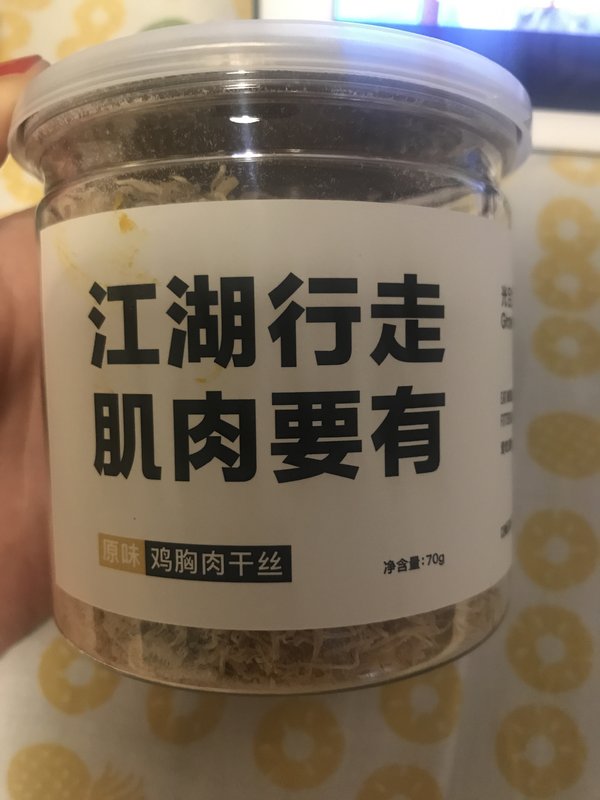 江湖行走
肌肉要有
原味 鸡胸肉干丝
净含量:70g